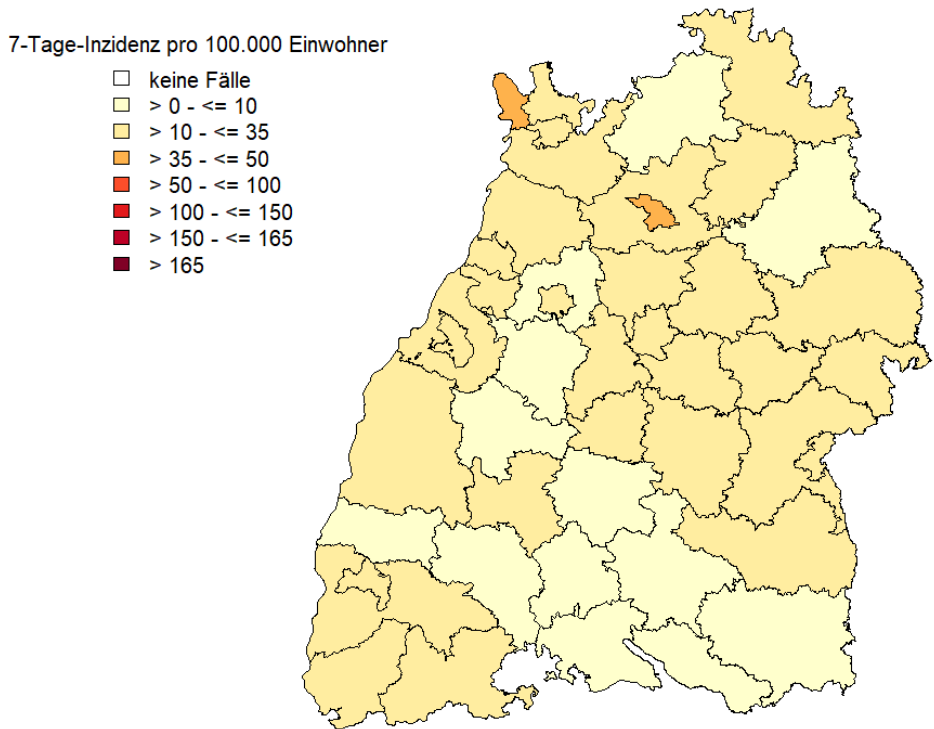 7-Tage-Inzidenz pro 100.000 Einwohner
keine Fälle
> 0 - <= 10
> 10 - <= 35
> 35 - <= 50
> 50 - <= 100
> 100 - <= 150
> 150 - <= 165
> 165